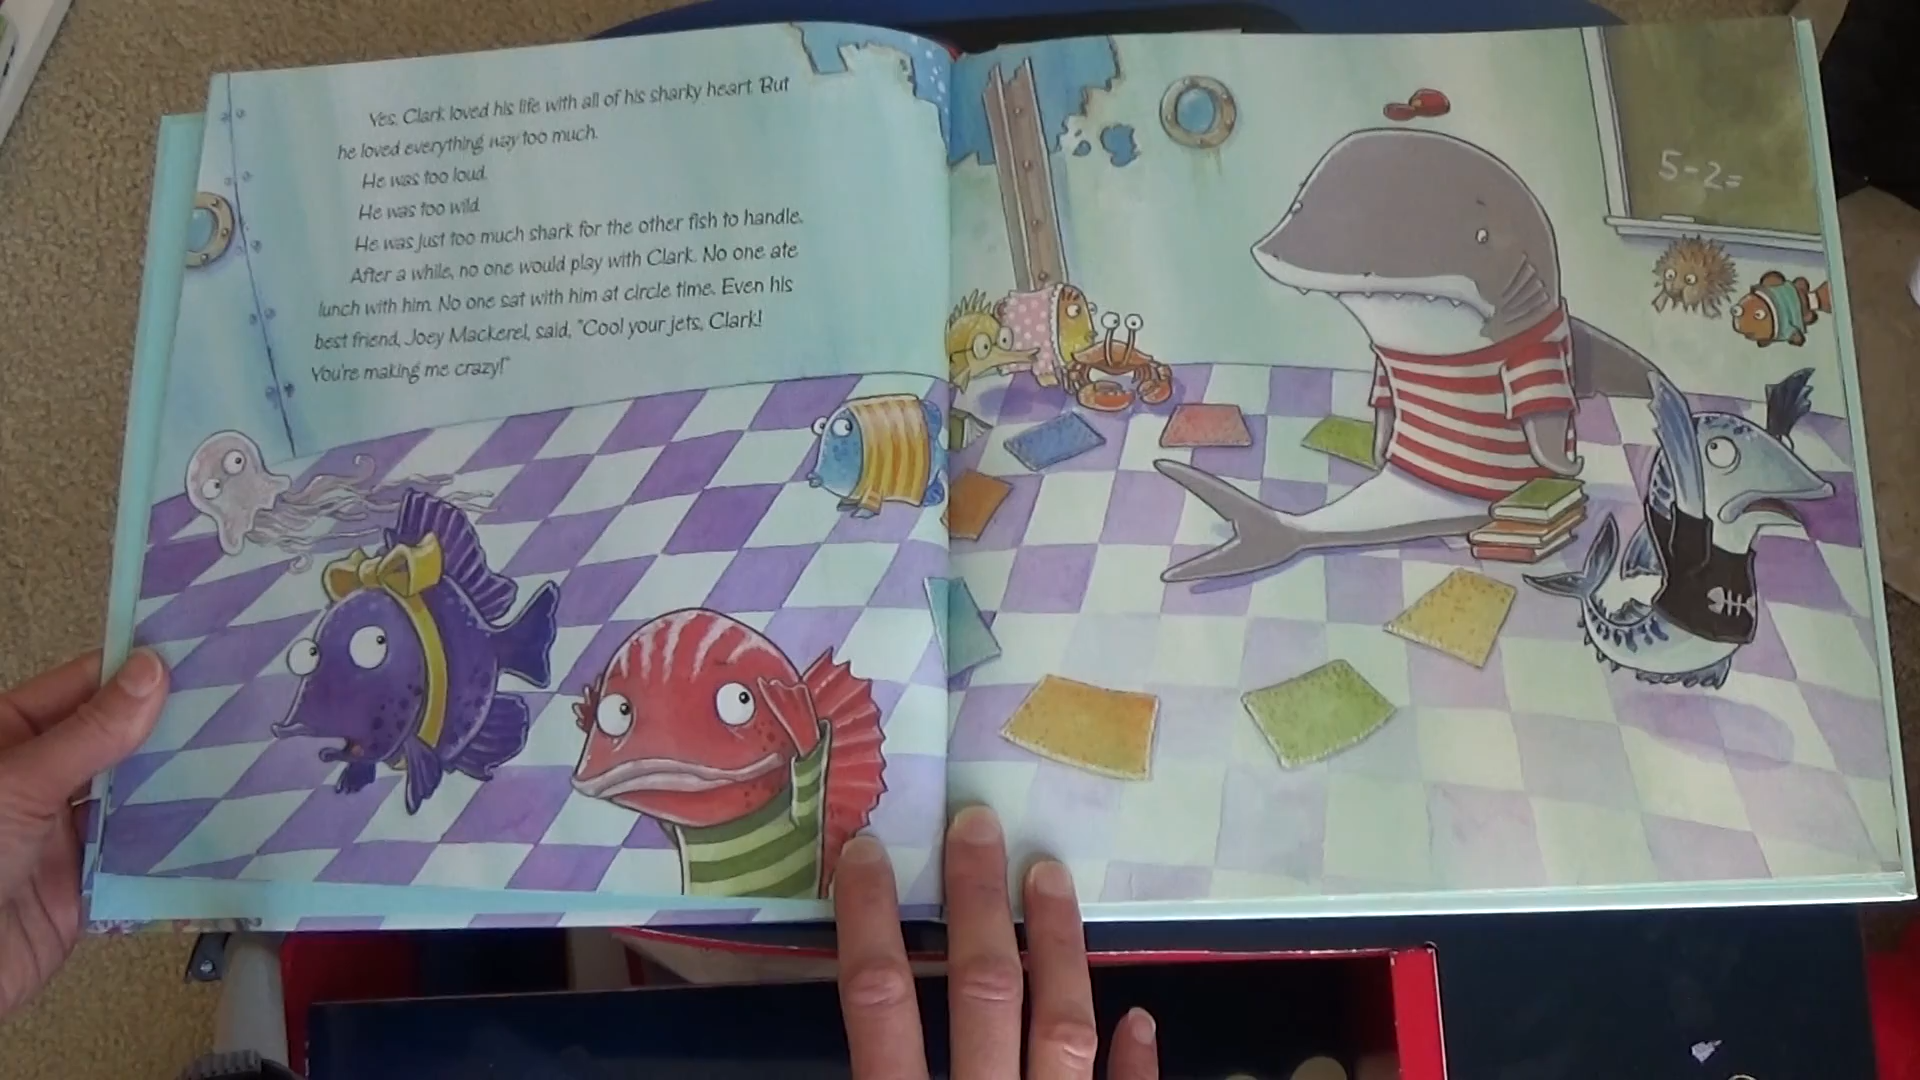 Yes, Clark loved his life with all of his sharky heart. But
he loved everything way too much.
He was too loud.
He was too wild.
He was just too much shark for the other fish to handle.
After a while, no one would play with Clark. No one ate
lunch with him. No one sat with him at circle time. Even his
best friend, Joey Mackerel, said, "Cool your jets, Clark!
You're making me crazy!"
5-2=